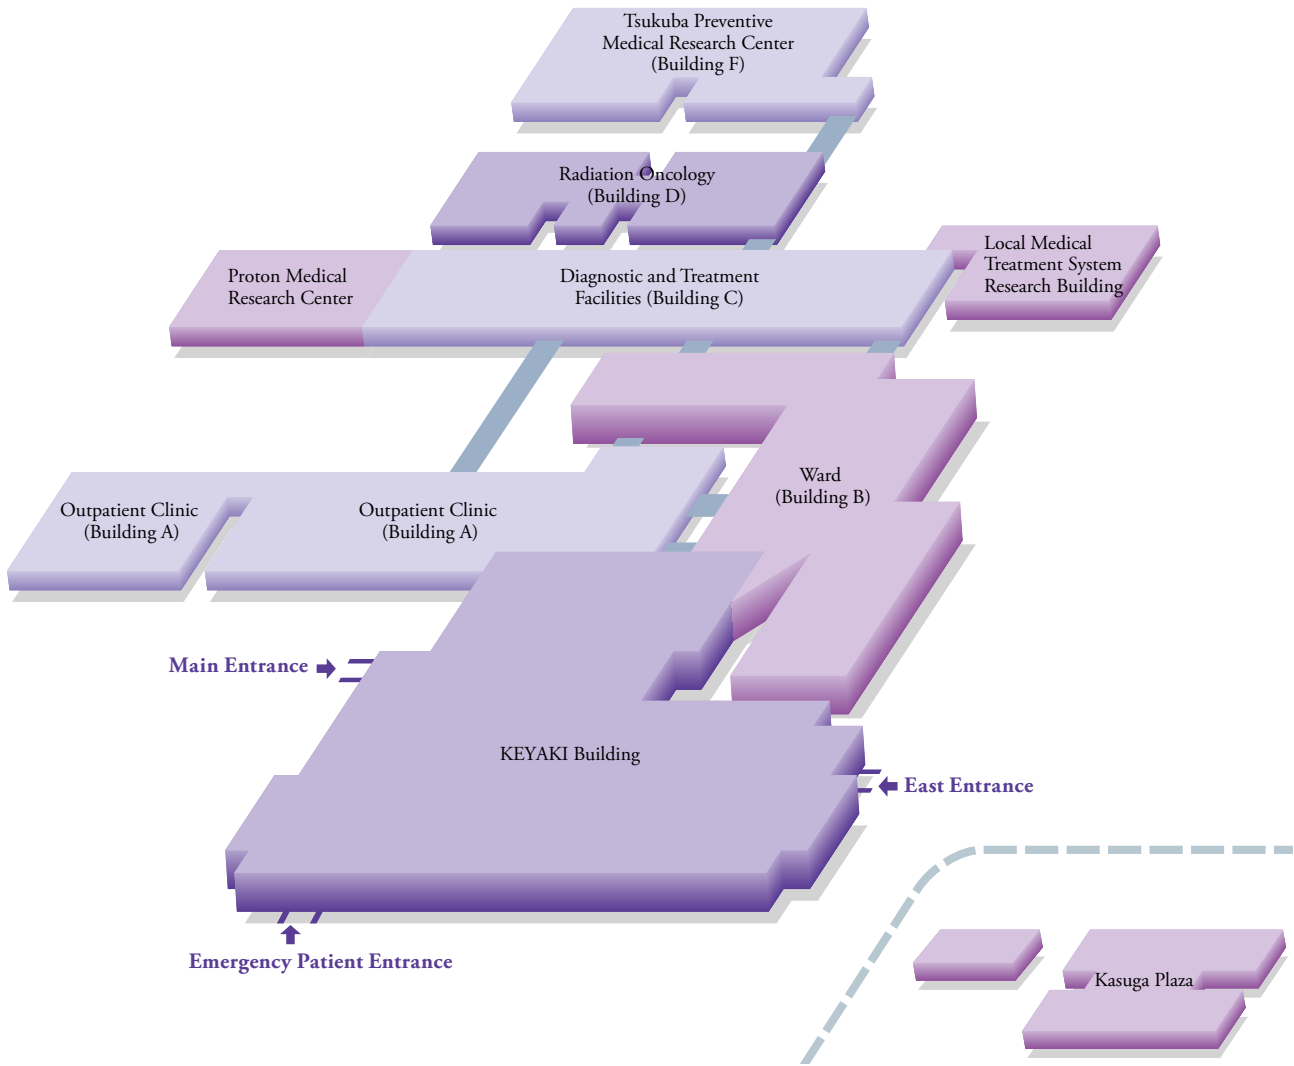 Tsukuba Preventive
Medical Research Center
(Building F)
Radiation Oncology
(Building D)
Local Medical
Treatment System
Research Building
Proton Medical
Research Center
Diagnostic and Treatment
Facilities (Building C)
Ward
(Building B)
Outpatient Clinic
(Building A)
Outpatient Clinic
(Building A)
Main Entrance
KEYAKI Building
East Entrance
Emergency Patient Entrance
Kasuga Plaza